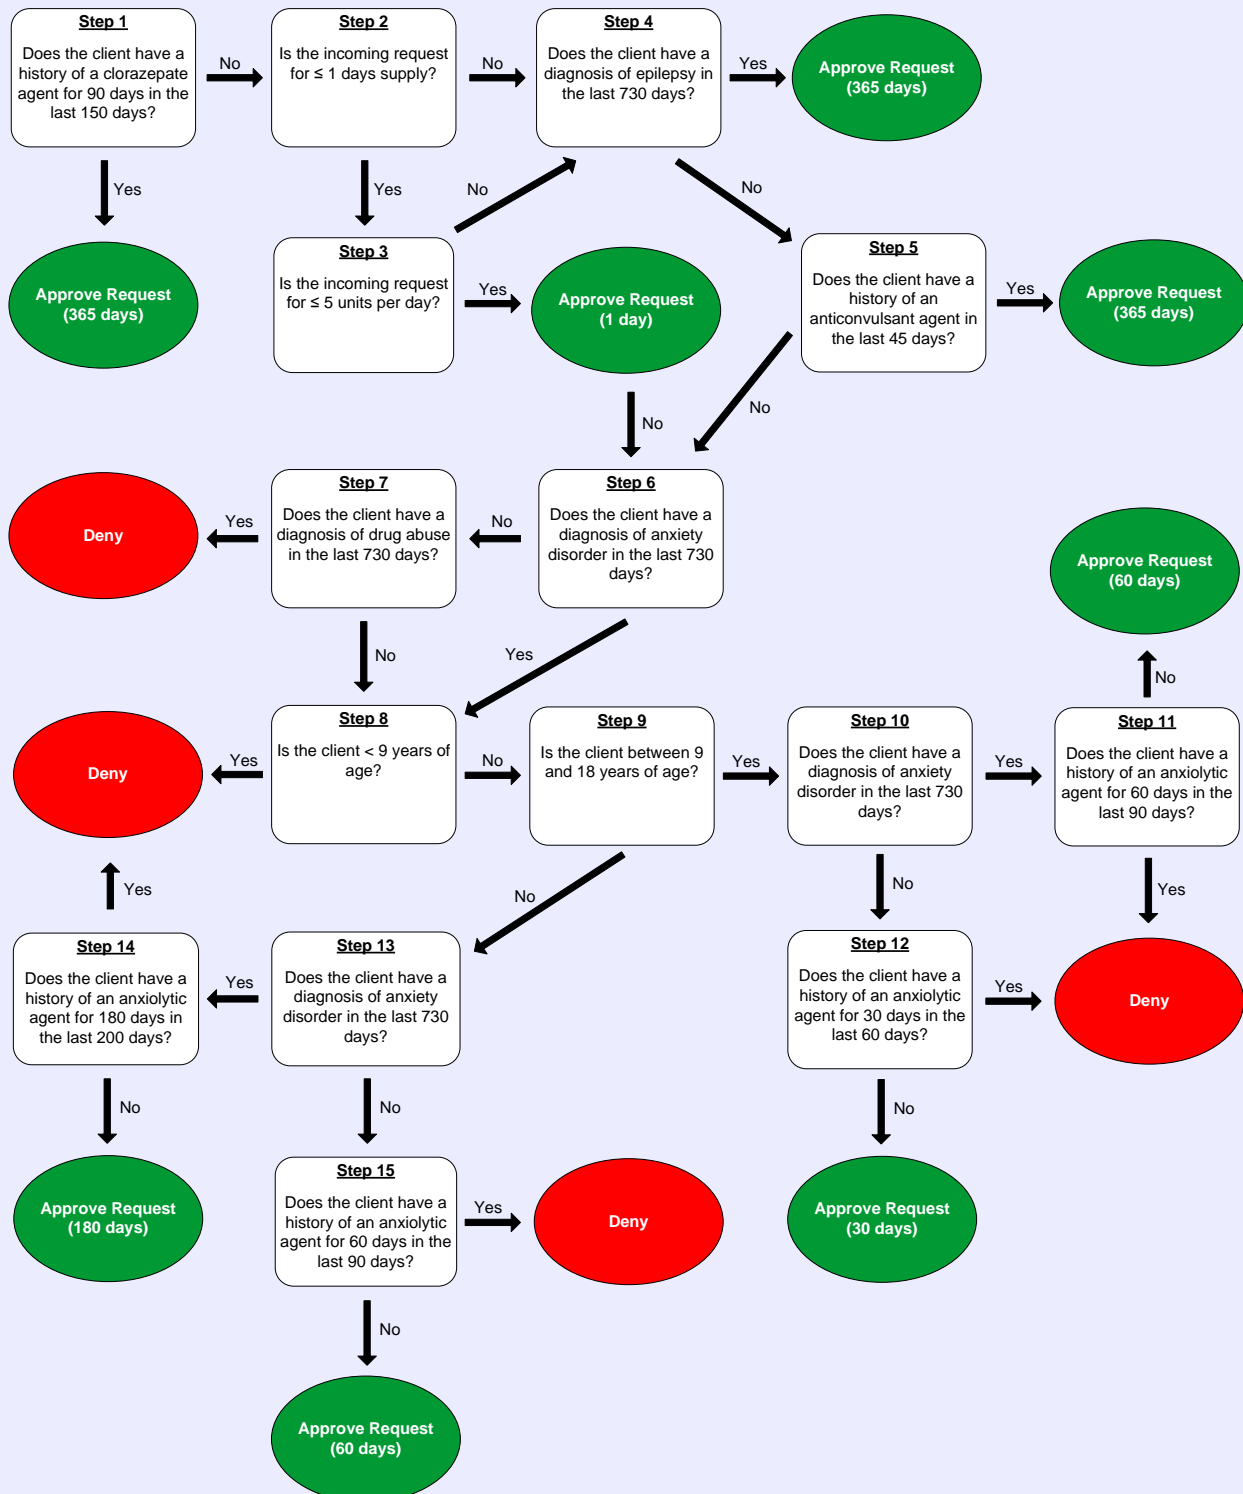 Step 1
Does the client have a
history of a clorazepate
agent for 90 days in the
last 150 days?
No
Step 2
Is the incoming request
for ≤ 1 days supply?
No
Step 4
Does the client have a
diagnosis of epilepsy in
the last 730 days?
Yes
Approve Request
(365 days)
Yes
Yes
No
No
Approve Request
(365 days)
Step 3
Is the incoming request
for ≤ 5 units per day?
Yes
Approve Request
(1 day)
Step 5
Does the client have a
history of an
anticonvulsant agent in
the last 45 days?
Yes
Approve Request
(365 days)
No
No
Deny
Yes
Step 7
Does the client have a
diagnosis of drug abuse
in the last 730 days?
No
Step 6
Does the client have a
diagnosis of anxiety
disorder in the last 730
days?
Approve Request
(60 days)
No
Yes
No
Deny
Yes
Step 8
Is the client < 9 years of
age?
No
Step 9
Is the client between 9
and 18 years of age?
Yes
Step 10
Does the client have a
diagnosis of anxiety
disorder in the last 730
days?
Yes
Step 11
Does the client have a
history of an anxiolytic
agent for 60 days in the
last 90 days?
Yes
No
No
Yes
Step 14
Does the client have a
history of an anxiolytic
agent for 180 days in
the last 200 days?
Yes
Step 13
Does the client have a
diagnosis of anxiety
disorder in the last 730
days?
Step 12
Does the client have a
history of an anxiolytic
agent for 30 days in the
last 60 days?
Yes
Deny
No
No
No
Approve Request
(180 days)
Step 15
Does the client have a
history of an anxiolytic
agent for 60 days in the
last 90 days?
Yes
Deny
Approve Request
(30 days)
No
Approve Request
(60 days)